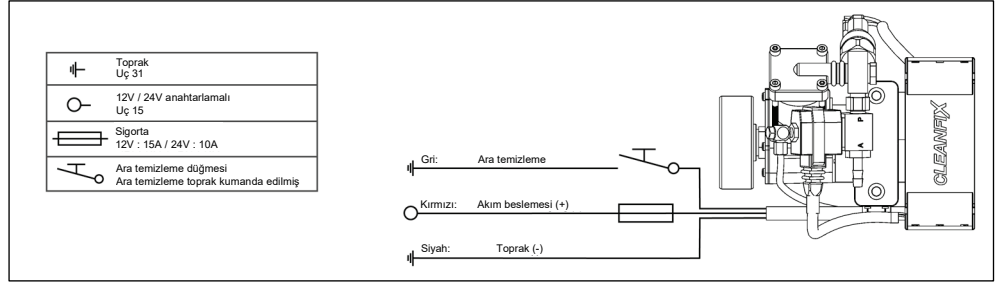 Toprak
Uç 31
12V / 24V anahtarlamalı
Uç 15
Sigorta
12V : 15A / 24V : 10A
Ara temizleme düğmesi
Ara temizleme toprak kumanda edilmiş
Gri: Ara temizleme
Kırmızı: Akım beslemesi (+)
Siyah: Toprak (-)
P
A
CLEANFIX